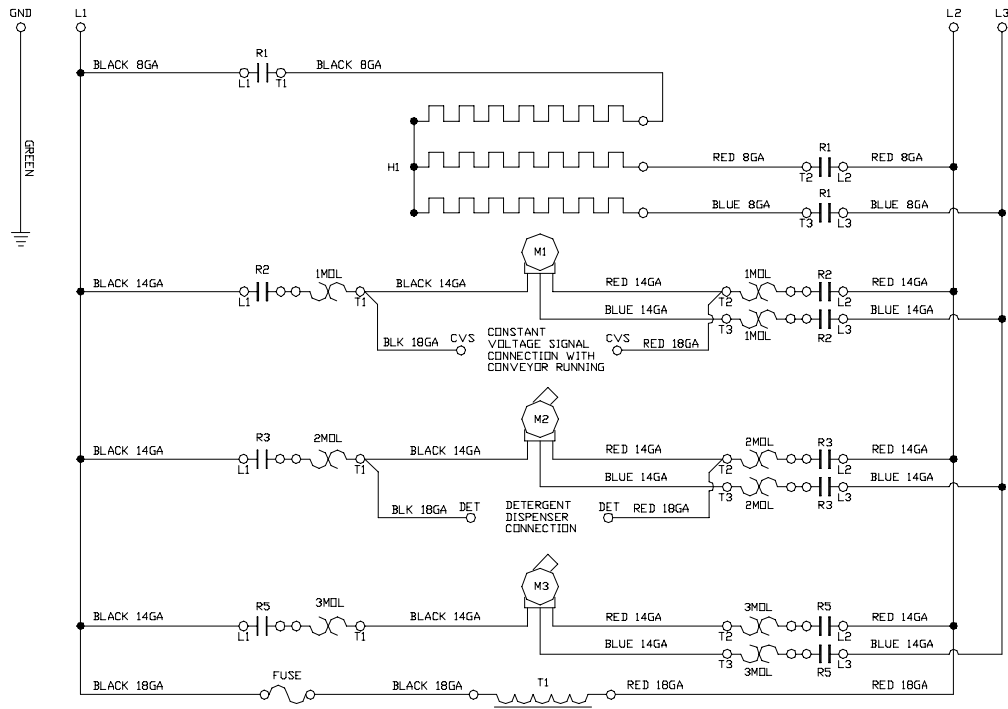 GND L1 L2 L3
R1
BLACK 8GA BLACK 8GA
L1 T1
GREEN
R1
RED 8GA RED 8GA
H1
T2 L2
R1
BLUE 8GA BLUE 8GA
T3 L3
M1
R2 1MOL 1MOL R2
BLACK 14GA BLACK 14GA RED 14GA RED 14GA
L1 T1 T2 L2
BLUE 14GA BLUE 14GA
T3 L3
1MOL R2
BLK 18GA CVS CONSTANT CVS RED 18GA
VOLTAGE SIGNAL
CONNECTION WITH
CONVEYOR RUNNING
M2
R3 2MOL 2MOL R3
BLACK 14GA BLACK 14GA RED 14GA RED 14GA
L1 T1 T2 L2
BLUE 14GA BLUE 14GA
T3 L3
2MOL R3
BLK 18GA DET DETERGENT DET RED 18GA
DISPENSER
CONNECTION
M3
R5 3MOL 3MOL R5
BLACK 14GA BLACK 14GA RED 14GA RED 14GA
L1 T1 T2 L2
BLUE 14GA BLUE 14GA
T3 L3
3MOL R5
FUSE T1
BLACK 18GA BLACK 18GA RED 18GA RED 18GA